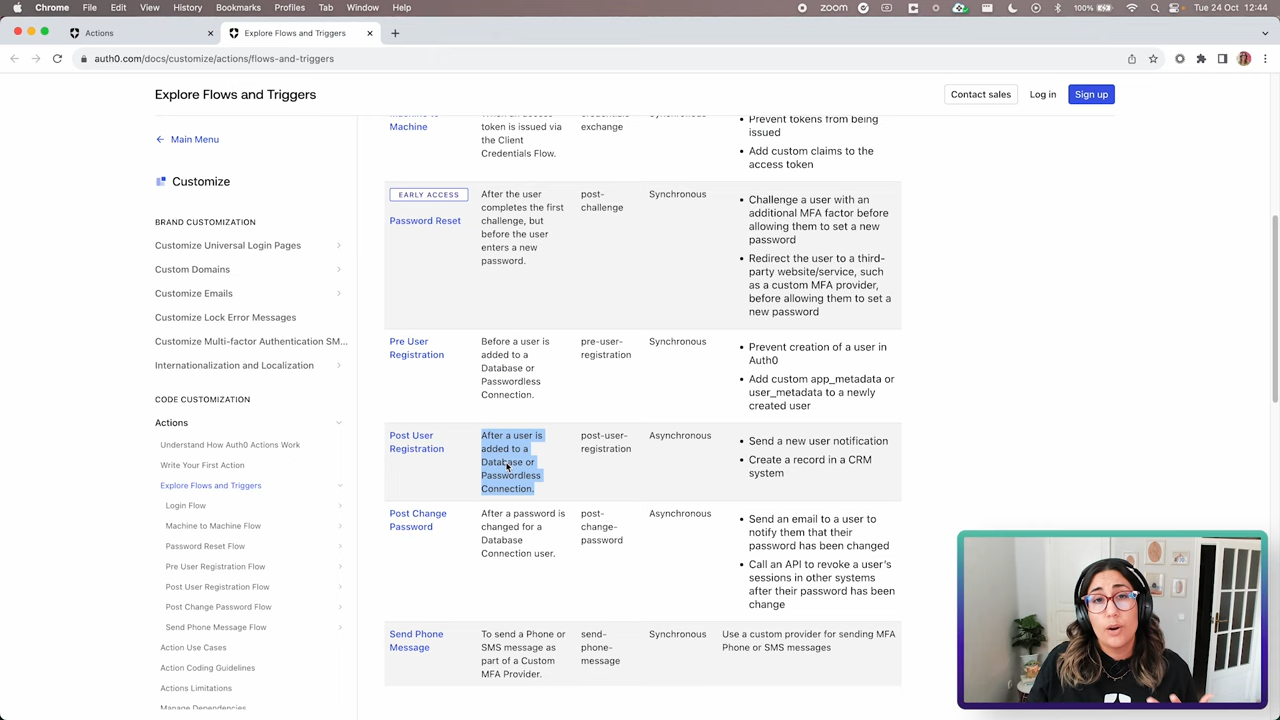 Chrome File Edit View History Bookmarks Profiles Tab Window Help
ZOOM 100% Tue 24 Oct 12:44
Actions
Explore Flows and Triggers
auth0.com/docs/customize/actions/flows-and-triggers
Explore Flows and Triggers
Contact sales
Log in
Sign up
Main Menu
Customize
BRAND CUSTOMIZATION
Customize Universal Login Pages
Custom Domains
Customize Emails
Customize Lock Error Messages
Customize Multi-factor Authentication SM...
Internationalization and Localization
CODE CUSTOMIZATION
Actions
Understand How Auth0 Actions Work
Write Your First Action
Explore Flows and Triggers
Login Flow
Machine to Machine Flow
Password Reset Flow
Pre User Registration Flow
Post User Registration Flow
Post Change Password Flow
Send Phone Message Flow
Action Use Cases
Action Coding Guidelines
Actions Limitations
Manage Dependencies
Machine to
Machine
When an access
token is issued via
the Client
Credentials Flow.
credentials-
exchange
Synchronous
Prevent tokens from being
issued
Add custom claims to the
access token
EARLY ACCESS
Password Reset
After the user
completes the first
challenge, but
before the user
enters a new
password.
post-
challenge
Synchronous
Challenge a user with an
additional MFA factor before
allowing them to set a new
password
Redirect the user to a third-
party website/service, such
as a custom MFA provider,
before allowing them to set a
new password
Pre User
Registration
Before a user is
added to a
Database or
Passwordless
Connection.
pre-user-
registration
Synchronous
Prevent creation of a user in
Auth0
Add custom app_metadata or
user_metadata to a newly
created user
Post User
Registration
After a user is
added to a
Database or
Passwordless
Connection.
post-user-
registration
Asynchronous
Send a new user notification
Create a record in a CRM
system
Post Change
Password
After a password is
changed for a
Database
Connection user.
post-
change-
password
Asynchronous
Send an email to a user to
notify them that their
password has been changed
Call an API to revoke a user's
sessions in other systems
after their password has been
change
Send Phone
Message
To send a Phone or
SMS message as
part of a Custom
MFA Provider.
send-
phone-
message
Synchronous
Use a custom provider for sending MFA
Phone or SMS messages